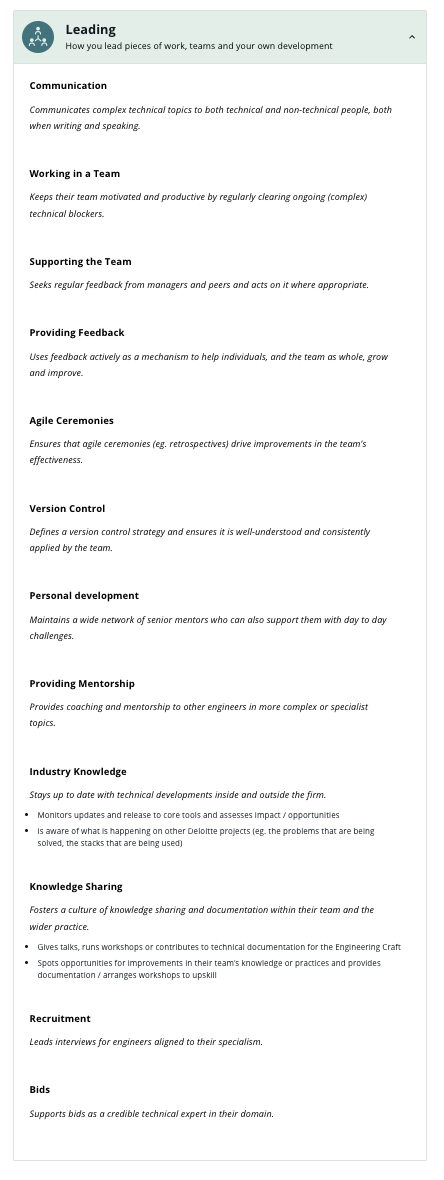 Leading
How you lead pieces of work, teams and your own development
Communication
Communicates complex technical topics to both technical and non-technical people, both
when writing and speaking.
Working in a Team
Keeps their team motivated and productive by regularly clearing ongoing (complex)
technical blockers.
Supporting the Team
Seeks regular feedback from managers and peers and acts on it where appropriate.
Providing Feedback
Uses feedback actively as a mechanism to help individuals, and the team as whole, grow
and improve.
Agile Ceremonies
Ensures that agile ceremonies (eg. retrospectives) drive improvements in the team's
effectiveness.
Version Control
Defines a version control strategy and ensures it is well-understood and consistently
applied by the team.
Personal development
Maintains a wide network of senior mentors who can also support them with day to day
challenges.
Providing Mentorship
Provides coaching and mentorship to other engineers in more complex or specialist
topics.
Industry Knowledge
Stays up to date with technical developments inside and outside the firm.
• Monitors updates and release to core tools and assesses impact / opportunities
• Is aware of what is happening on other Deloitte projects (eg. the problems that are being
solved, the stacks that are being used)
Knowledge Sharing
Fosters a culture of knowledge sharing and documentation within their team and the
wider practice.
• Gives talks, runs workshops or contributes to technical documentation for the Engineering Craft
• Spots opportunities for improvements in their team's knowledge or practices and provides
documentation / arranges workshops to upskill
Recruitment
Leads interviews for engineers aligned to their specialism.
Bids
Supports bids as a credible technical expert in their domain.